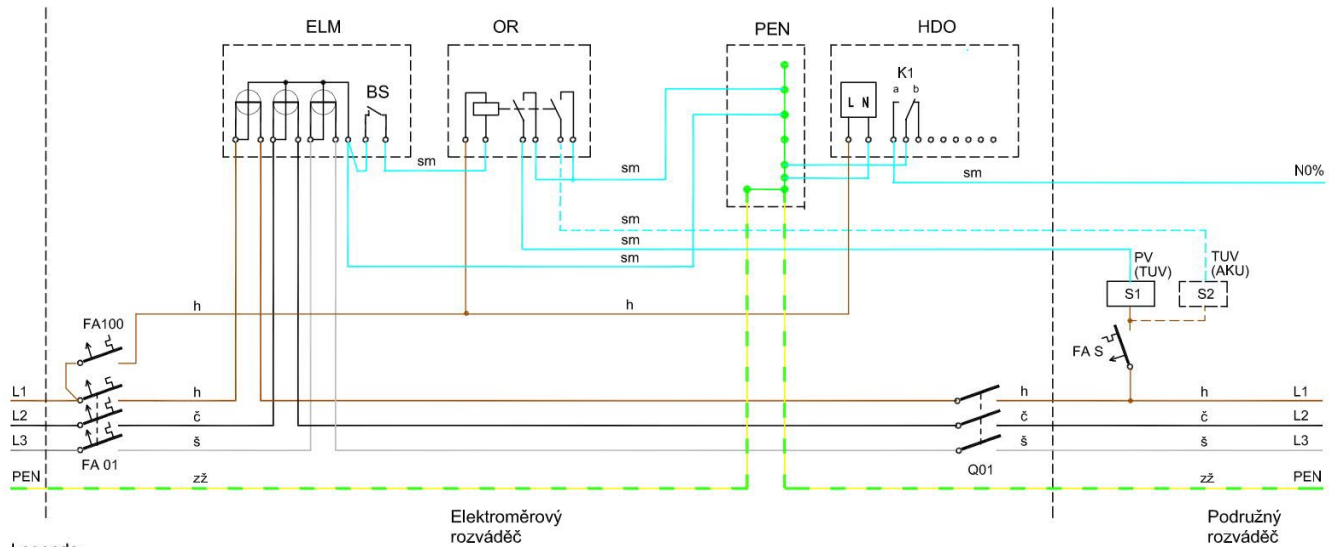 ELM
OR
PEN
HDO
BS
L N
K1
a b
sm
sm
sm
N0%
sm
sm
sm
PV
(TUV)
TUV
(AKU)
S1
S2
h
h
FA100
FA S
L1
h
h
h
L1
L2
č
č
č
L2
L3
š
š
š
L3
FA 01
Q01
PEN
zž
zž
PEN
Elektroměrový
rozváděč
Podružný
rozváděč